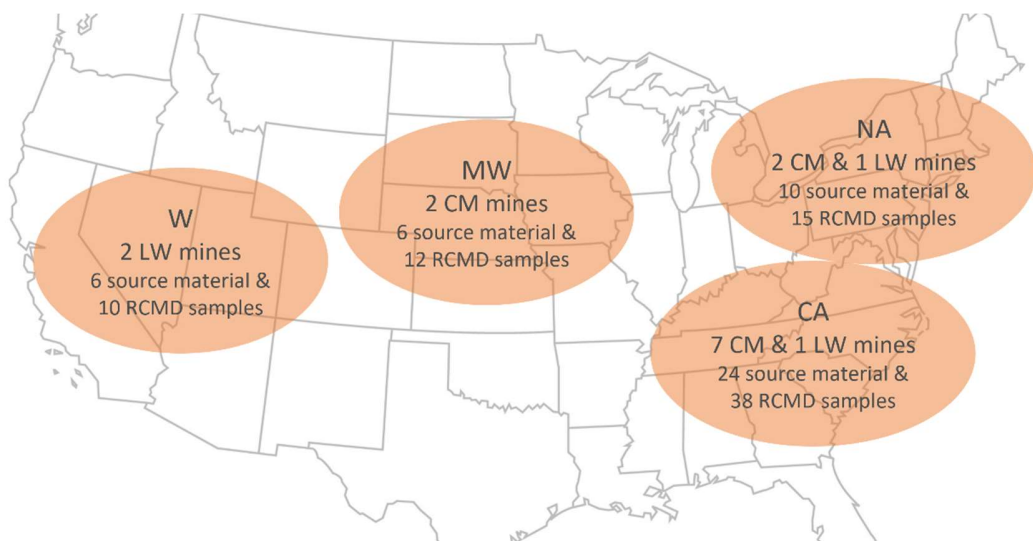 NA
2 CM & 1 LW mines
10 source material &
15 RCMD samples
MW
2 CM mines
6 source material &
12 RCMD samples
W
2 LW mines
6 source material &
10 RCMD samples
CA
7 CM & 1 LW mines
24 source material &
38 RCMD samples